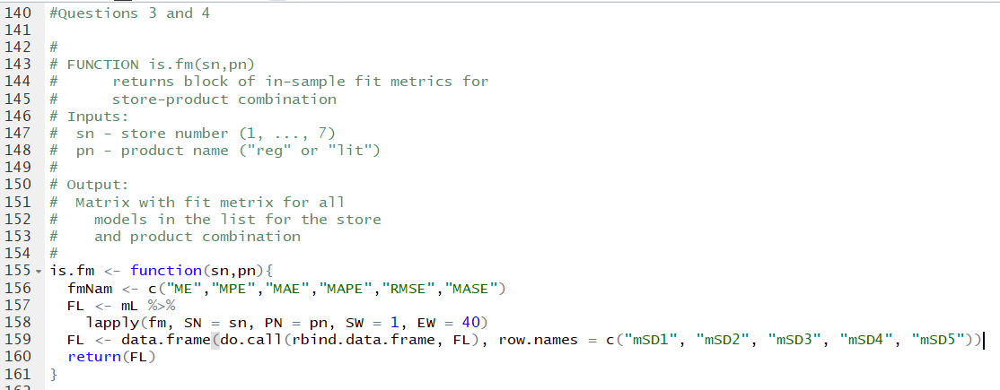 140 #Questions 3 and 4
141
142 #
143 # FUNCTION is.fm(sn,pn)
144 #      returns block of in-sample fit metrics for
145 #      store-product combination
146 # Inputs:
147 #  sn - store number (1, ..., 7)
148 #  pn - product name ("reg" or "lit")
149 #
150 # Output:
151 #  Matrix with fit metrix for all
152 #    models in the list for the store
153 #    and product combination
154 #
155 is.fm <- function(sn,pn){
156   fmNam <- c("ME","MPE","MAE","MAPE","RMSE","MASE")
157   FL <- mL %>%
158     lapply(fm, SN = sn, PN = pn, SW = 1, EW = 40)
159   FL <- data.frame(do.call(rbind.data.frame, FL), row.names = c("mSD1", "mSD2", "mSD3", "mSD4", "mSD5"))
160   return(FL)
161 }